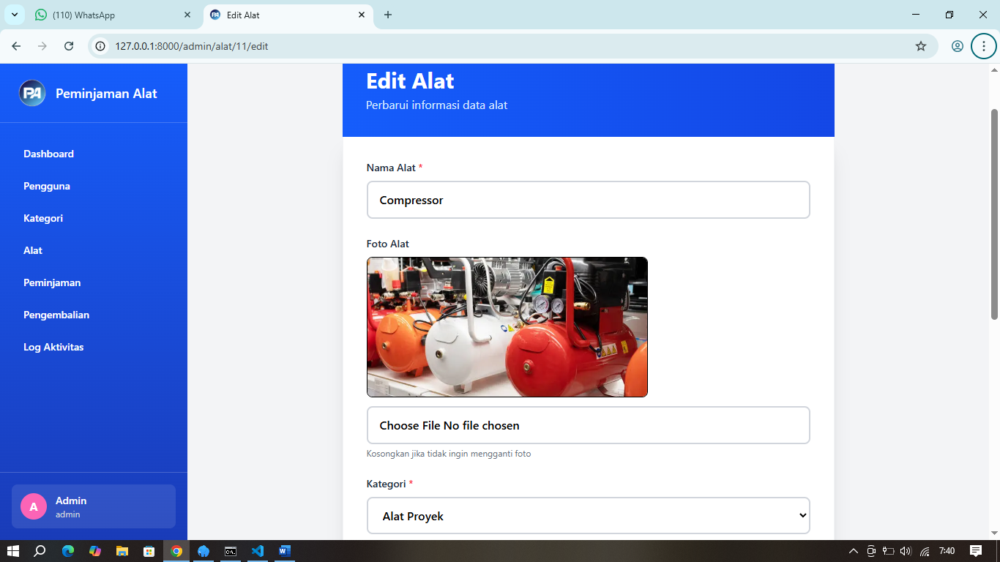 (110) WhatsApp
Edit Alat
127.0.0.1:8000/admin/alat/11/edit
PA
Peminjaman Alat
Dashboard
Pengguna
Kategori
Alat
Peminjaman
Pengembalian
Log Aktivitas
A
Admin
admin
Edit Alat
Perbarui informasi data alat
Nama Alat *
Compressor
Foto Alat
Choose File No file chosen
Kosongkan jika tidak ingin mengganti foto
Kategori *
Alat Proyek
7:40